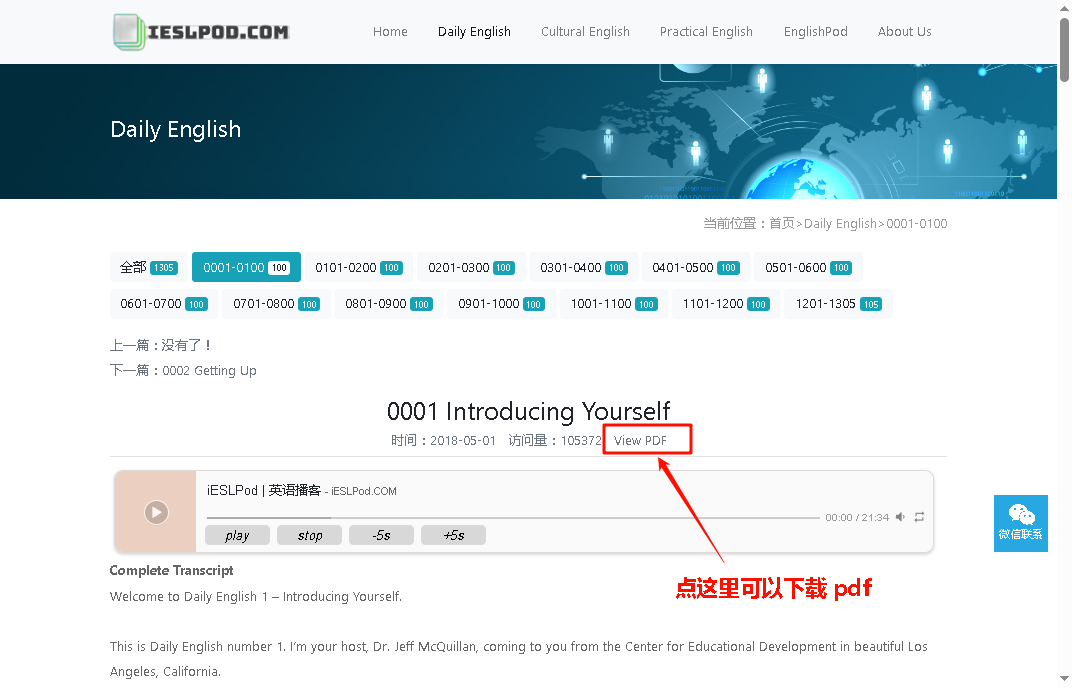 IESLPOD.COM
Home Daily English Cultural English Practical English EnglishPod About Us
Daily English
当前位置：首页>Daily English>0001-0100
全部 1305 0001-0100 100 0101-0200 100 0201-0300 100 0301-0400 100 0401-0500 100 0501-0600 100
0601-0700 100 0701-0800 100 0801-0900 100 0901-1000 100 1001-1100 100 1101-1200 100 1201-1305 105
上一篇：没有了！
下一篇：0002 Getting Up
0001 Introducing Yourself
时间：2018-05-01 访问量：105372 View PDF
iESLPod | 英语播客 - iESLPod.COM
00:00 / 21:34
play stop -5s +5s
微信联系
Complete Transcript
点这里可以下载 pdf
Welcome to Daily English 1 – Introducing Yourself.
This is Daily English number 1. I’m your host, Dr. Jeff McQuillan, coming to you from the Center for Educational Development in beautiful Los
Angeles, California.